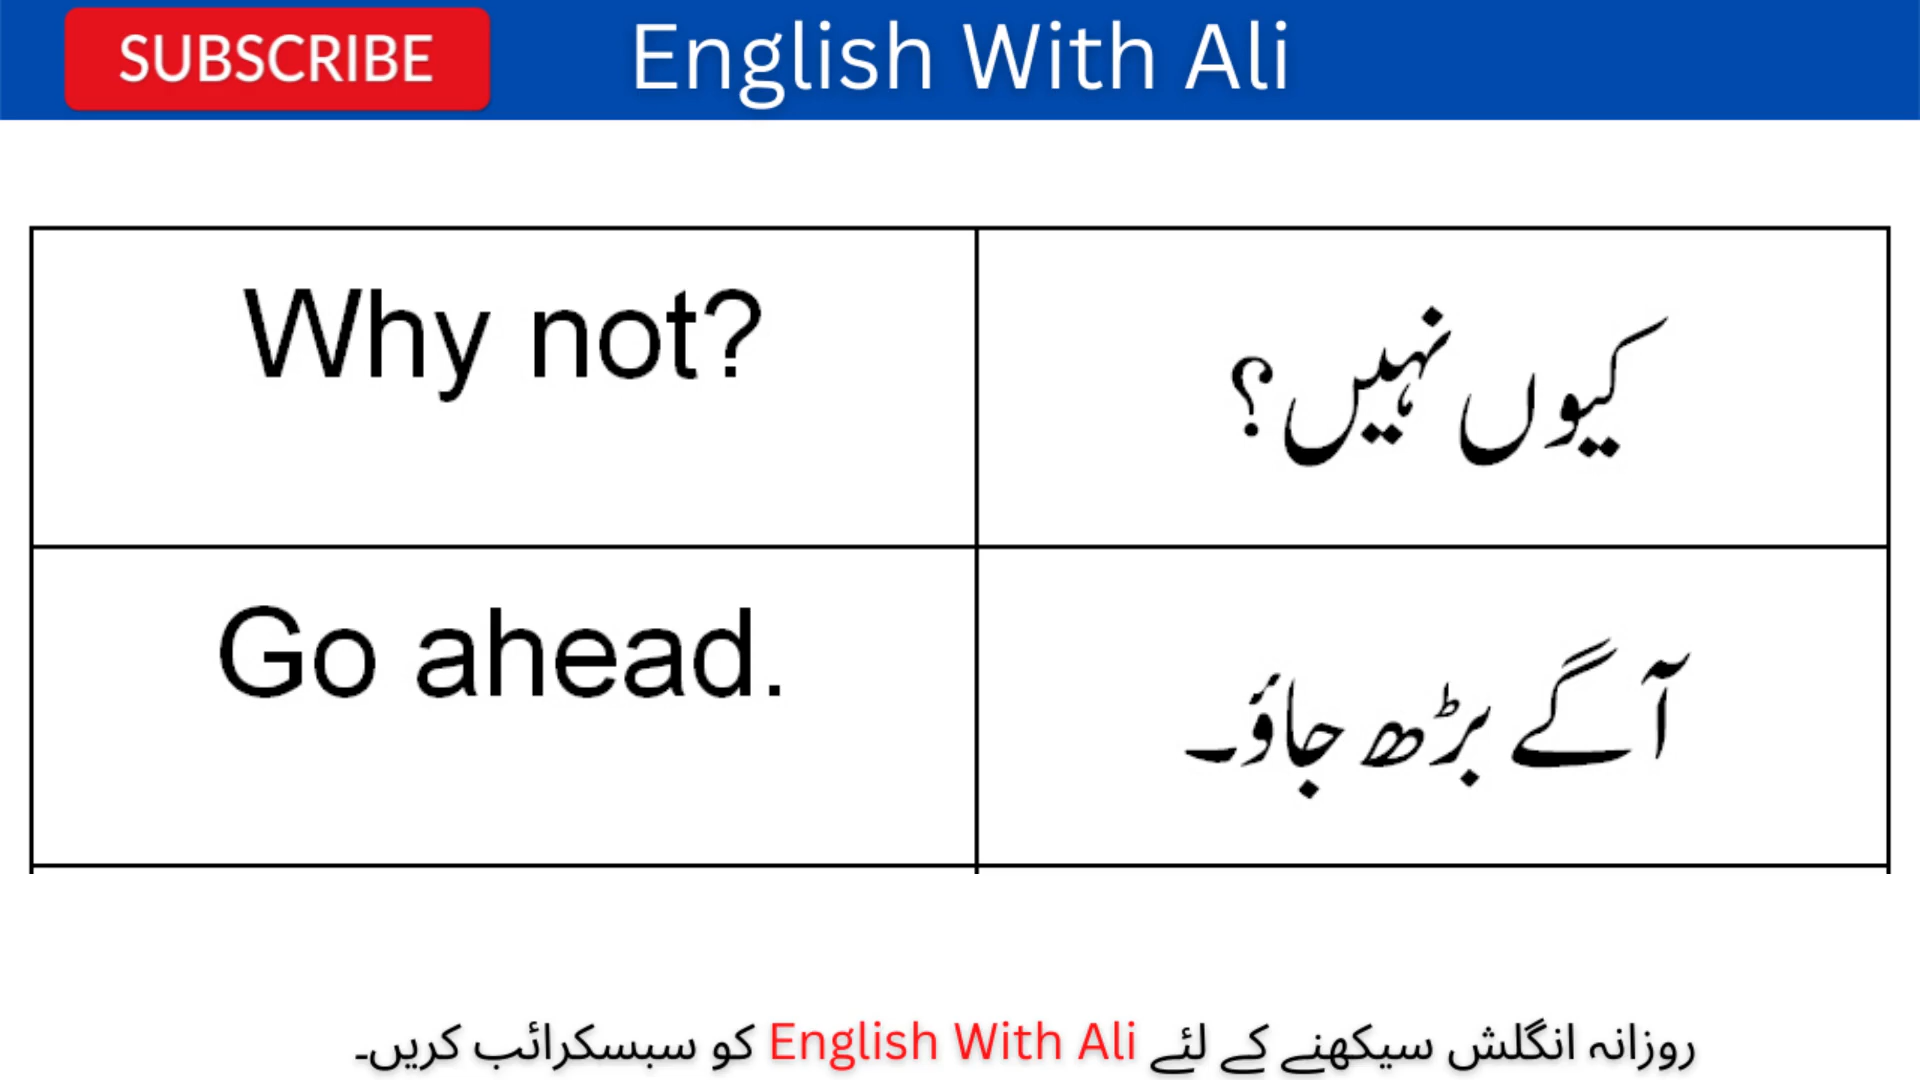 SUBSCRIBE
English With Ali
Why not?
کیوں نہیں؟
Go ahead.
آگے بڑھ جاؤ۔
روزانہ انگلش سیکھنے کے لئے English With Ali کو سبسکرائب کریں۔